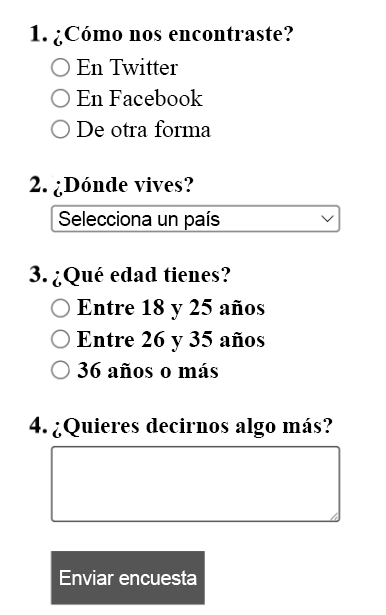 1. ¿Cómo nos encontraste?
En Twitter
En Facebook
De otra forma
2. ¿Dónde vives?
Selecciona un país
3. ¿Qué edad tienes?
Entre 18 y 25 años
Entre 26 y 35 años
36 años o más
4. ¿Quieres decirnos algo más?
Enviar encuesta